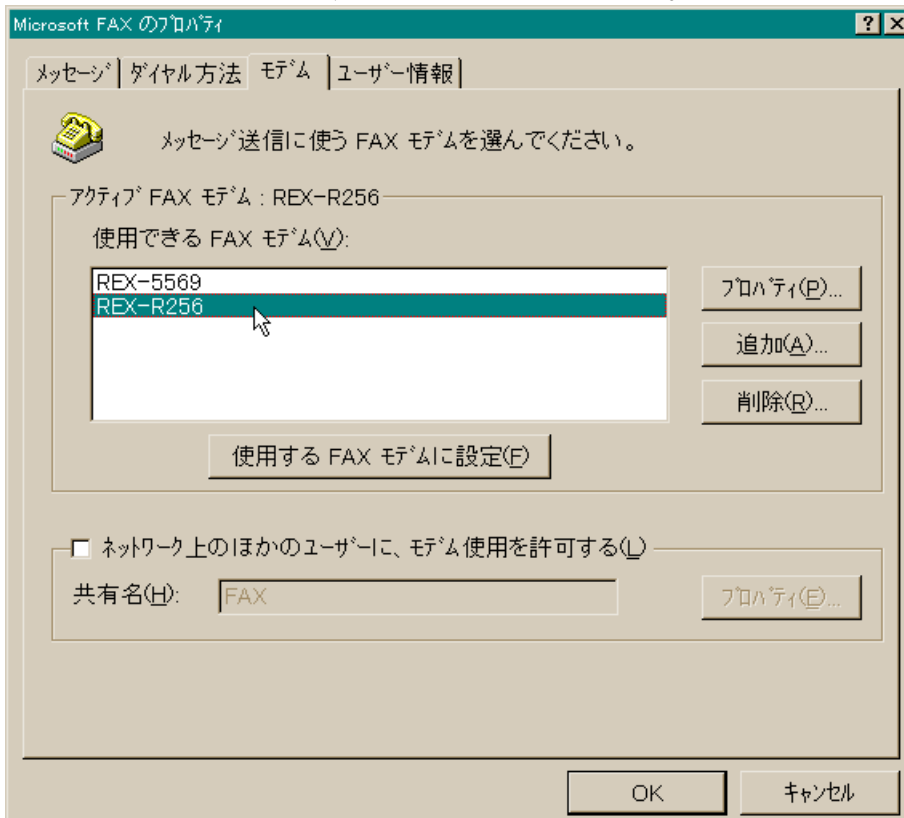 Microsoft FAX のﾌﾟﾛﾊﾟﾃｨ
ﾒｯｾｰｼﾞ ﾀﾞｲﾔﾙ方法 ﾓﾃﾞﾑ ﾕｰｻﾞｰ情報
ﾒｯｾｰｼﾞ送信に使う FAX ﾓﾃﾞﾑを選んでください。
ｱｸﾃｨﾌﾞ FAX ﾓﾃﾞﾑ : REX-R256
使用できる FAX ﾓﾃﾞﾑ(V):
REX-5569
REX-R256
ﾌﾟﾛﾊﾟﾃｨ(P)...
追加(A)...
削除(R)...
使用する FAX ﾓﾃﾞﾑに設定(F)
ﾈｯﾄﾜｰｸ上のほかのﾕｰｻﾞｰに、ﾓﾃﾞﾑ使用を許可する(L)
共有名(H): FAX ﾌﾟﾛﾊﾟﾃｨ(E)...
OK ｷｬﾝｾﾙ